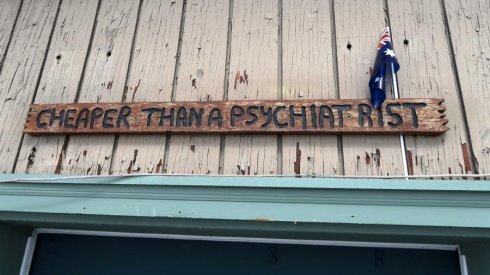 CHEAPER THAN A PSYCHIATRIST